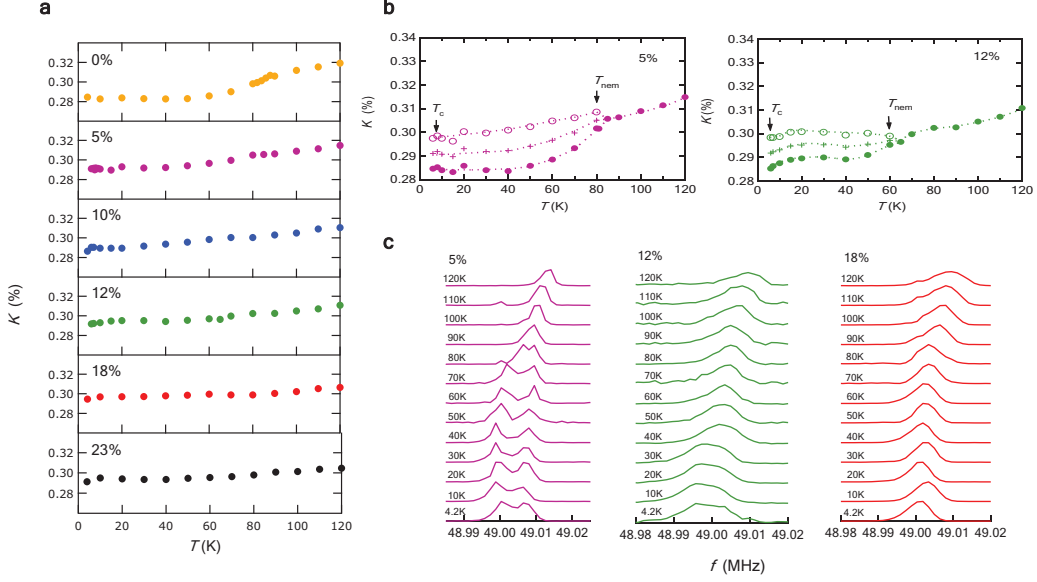 a
0%
0.32
0.28
5%
0.32
0.30
0.28
10%
0.32
0.30
0.28
12%
0.32
0.30
0.28
18%
0.32
0.30
0.28
23%
0.32
0.30
0.28
0 20 40 60 80 100 120
T(K)
K (%)
b
0.34
0.33
0.32
0.31
0.30
0.29
0.28
K (%)
5%
Tc
Tnem
0 20 40 60 80 100 120
T(K)
0.34
0.33
0.32
0.31
0.30
0.29
0.28
K(%)
12%
Tc
Tnem
0 20 40 60 80 100 120
T(K)
c
5%
120K
110K
100K
90K
80K
70K
60K
50K
40K
30K
20K
10K
4.2K
48.99 49.00 49.01 49.02
12%
120K
110K
100K
90K
80K
70K
60K
50K
40K
30K
20K
10K
4.2K
48.98 48.99 49.00 49.01 49.02
18%
120K
110K
100K
90K
80K
70K
60K
50K
40K
30K
20K
10K
4.2K
48.98 48.99 49.00 49.01 49.02
f (MHz)